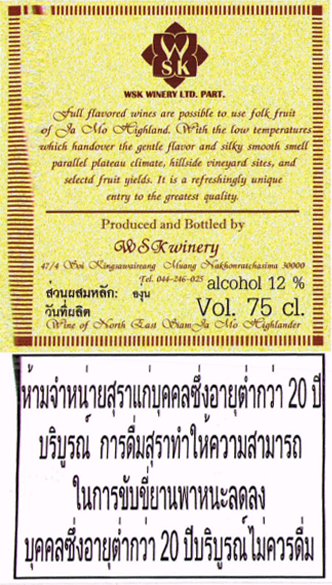 W
S K
WSK WINERY LTD. PART.
Full flavored wines are possible to use folk fruit
of Ja Mo Highland. With the low temperatures
which handover the gentle flavor and silky smooth smell
parallel plateau climate, hillside vineyard sites, and
selectd fruit yields. It is a refreshingly unique
entry to the greatest quality.
Produced and Bottled by
WSKwinery
47/4 Soi Kingsawaireang Muang Nakhonratchasima 30000
Tel. 044-246-025
alcohol 12 %
ส่วนผสมหลัก: องุ่น
Vol. 75 cl.
วันที่ผลิต
Wine of North East Siam Ja Mo Highlander
ห้ามจำหน่ายสุราแก่บุคคลซึ่งอายุต่ำกว่า 20 ปี
บริบูรณ์ การดื่มสุราทำให้ความสามารถ
ในการขับขี่ยานพาหนะลดลง
บุคคลซึ่งอายุต่ำกว่า 20 ปีบริบูรณ์ไม่ควรดื่ม